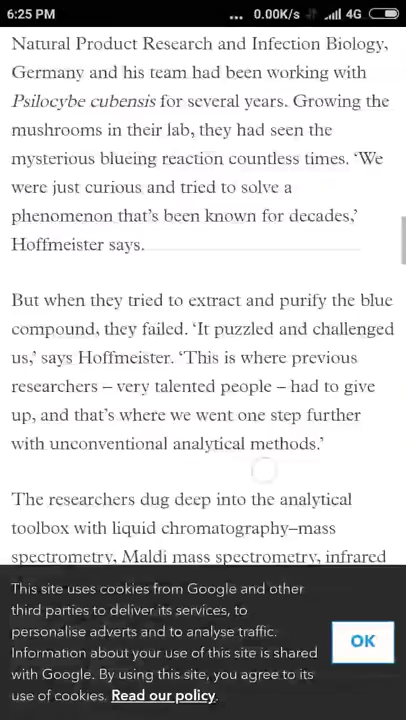 6:25 PM
... 0.00K/s 4G
Natural Product Research and Infection Biology,
Germany and his team had been working with
Psilocybe cubensis for several years. Growing the
mushrooms in their lab, they had seen the
mysterious blueing reaction countless times. ‘We
were just curious and tried to solve a
phenomenon that’s been known for decades,’
Hoffmeister says.
But when they tried to extract and purify the blue
compound, they failed. ‘It puzzled and challenged
us,’ says Hoffmeister. ‘This is where previous
researchers – very talented people – had to give
up, and that’s where we went one step further
with unconventional analytical methods.’
The researchers dug deep into the analytical
toolbox with liquid chromatography–mass
spectrometry, Maldi mass spectrometry, infrared
This site uses cookies from Google and other
third parties to deliver its services, to
personalise adverts and to analyse traffic.
Information about your use of this site is shared
with Google. By using this site, you agree to its
use of cookies. Read our policy.
OK